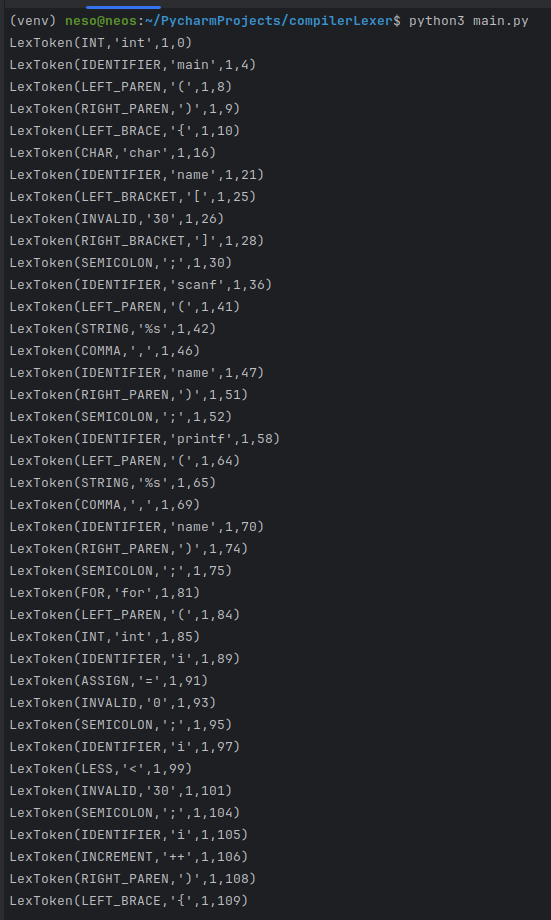 (venv) neso@neos:~/PycharmProjects/compilerLexer$ python3 main.py
LexToken(INT,'int',1,0)
LexToken(IDENTIFIER,'main',1,4)
LexToken(LEFT_PAREN,'(',1,8)
LexToken(RIGHT_PAREN,')',1,9)
LexToken(LEFT_BRACE,'{',1,10)
LexToken(CHAR,'char',1,16)
LexToken(IDENTIFIER,'name',1,21)
LexToken(LEFT_BRACKET,'[',1,25)
LexToken(INVALID,'30',1,26)
LexToken(RIGHT_BRACKET,']',1,28)
LexToken(SEMICOLON,';',1,30)
LexToken(IDENTIFIER,'scanf',1,36)
LexToken(LEFT_PAREN,'(',1,41)
LexToken(STRING,'%s',1,42)
LexToken(COMMA,',',1,46)
LexToken(IDENTIFIER,'name',1,47)
LexToken(RIGHT_PAREN,')',1,51)
LexToken(SEMICOLON,';',1,52)
LexToken(IDENTIFIER,'printf',1,58)
LexToken(LEFT_PAREN,'(',1,64)
LexToken(STRING,'%s',1,65)
LexToken(COMMA,',',1,69)
LexToken(IDENTIFIER,'name',1,70)
LexToken(RIGHT_PAREN,')',1,74)
LexToken(SEMICOLON,';',1,75)
LexToken(FOR,'for',1,81)
LexToken(LEFT_PAREN,'(',1,84)
LexToken(INT,'int',1,85)
LexToken(IDENTIFIER,'i',1,89)
LexToken(ASSIGN,'=',1,91)
LexToken(INVALID,'0',1,93)
LexToken(SEMICOLON,';',1,95)
LexToken(IDENTIFIER,'i',1,97)
LexToken(LESS,'<',1,99)
LexToken(INVALID,'30',1,101)
LexToken(SEMICOLON,';',1,104)
LexToken(IDENTIFIER,'i',1,105)
LexToken(INCREMENT,'++',1,106)
LexToken(RIGHT_PAREN,')',1,108)
LexToken(LEFT_BRACE,'{',1,109)